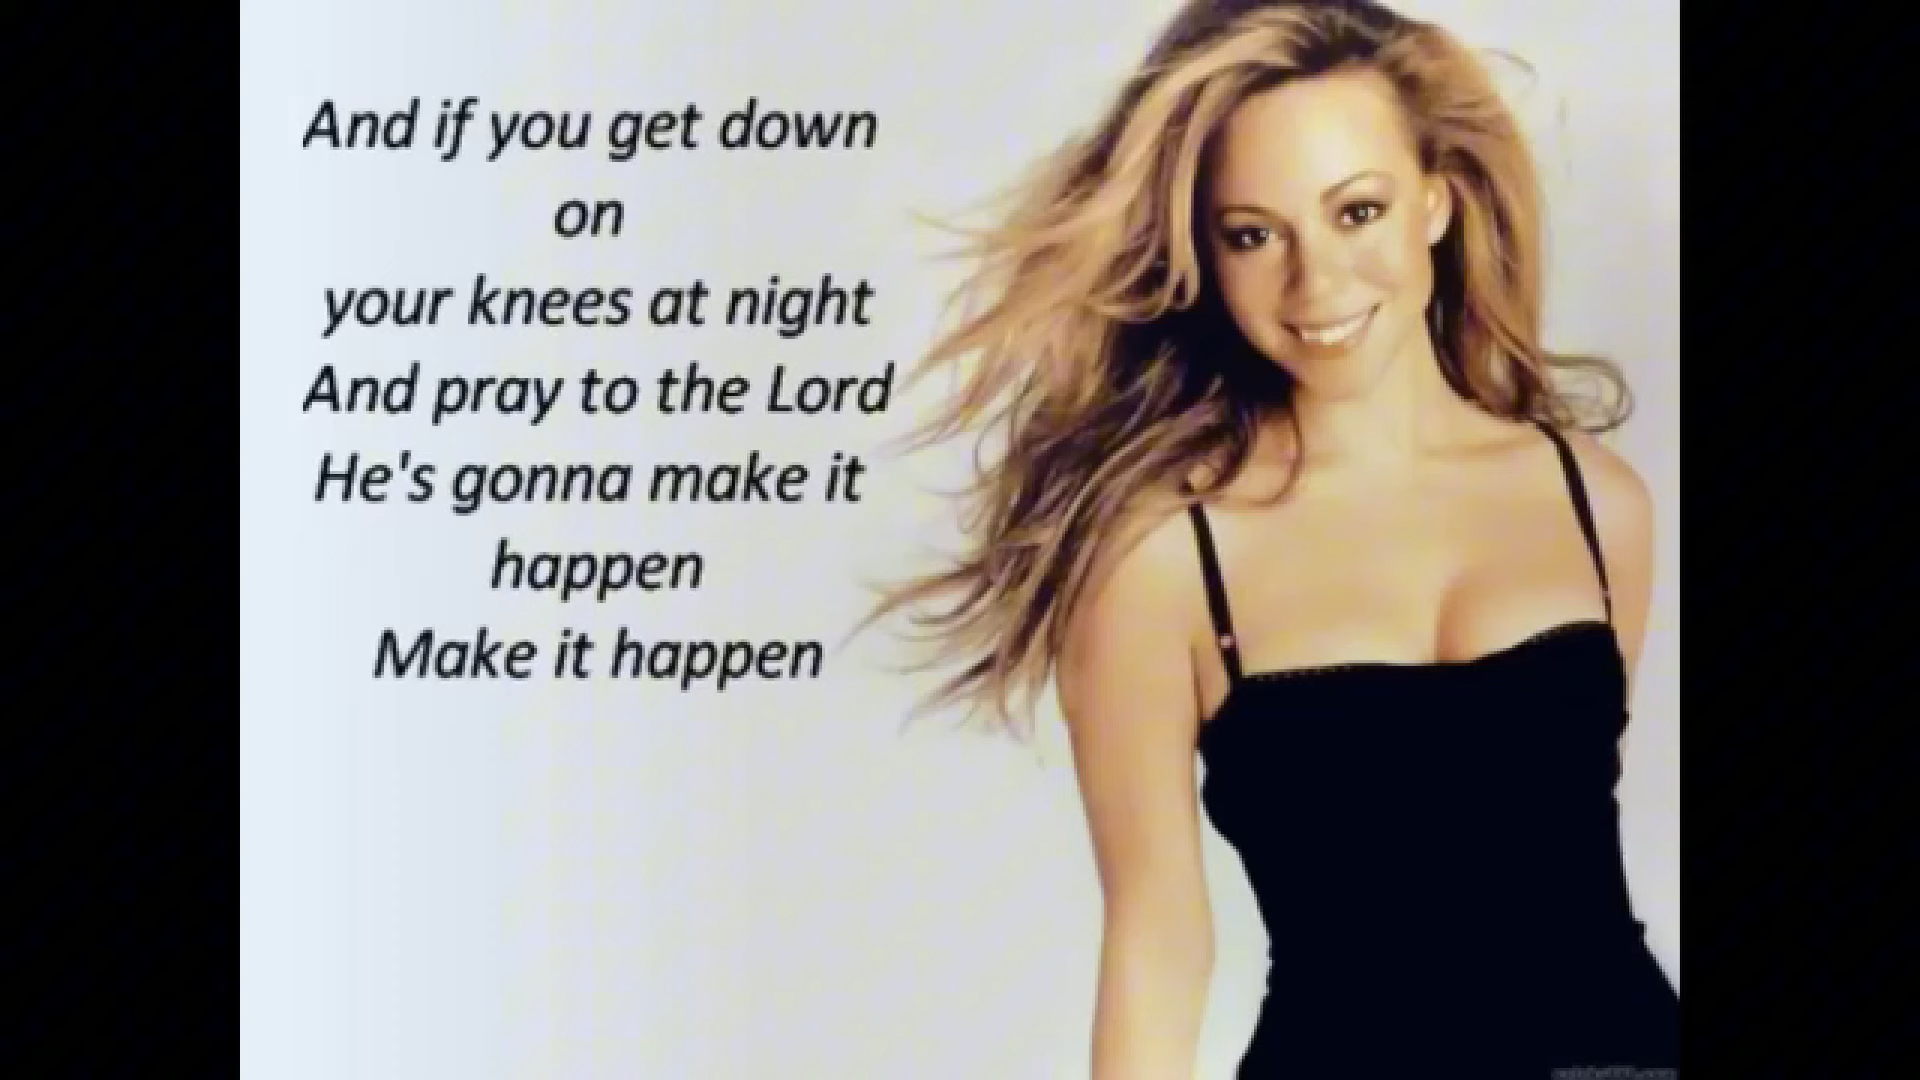 And if you get down
on
your knees at night
And pray to the Lord
He's gonna make it
happen
Make it happen